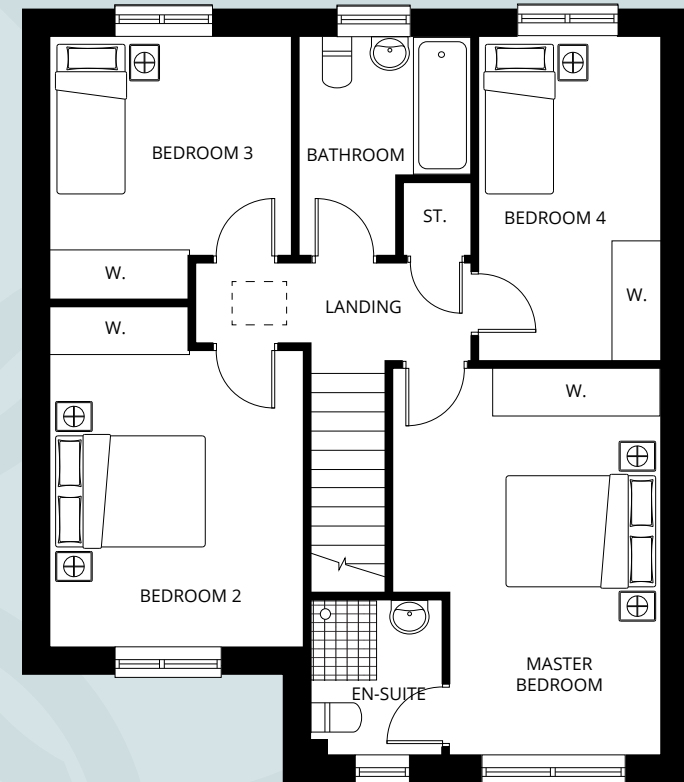 BEDROOM 3
BATHROOM
ST.
BEDROOM 4
W.
W.
LANDING
W.
W.
BEDROOM 2
EN-SUITE
MASTER
BEDROOM